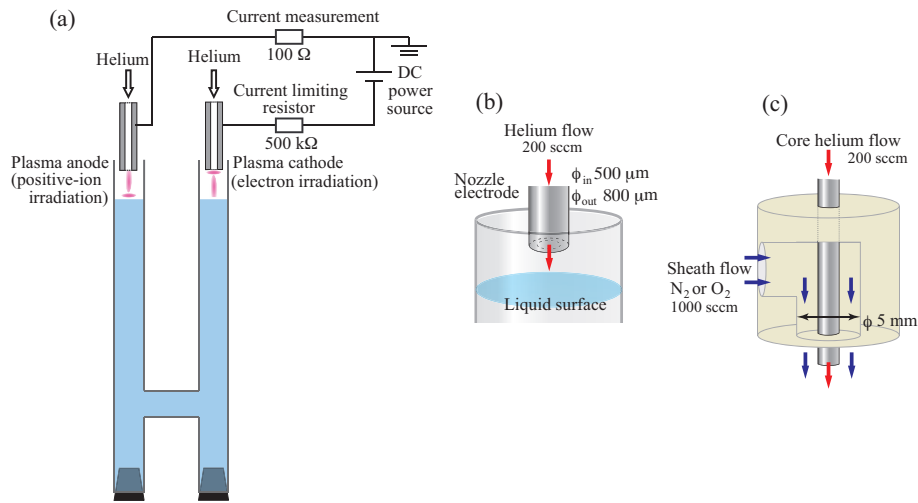 (a)
Current measurement
100 Ω
Helium
Helium
DC
power
source
Current limiting
resistor
500 kΩ
Plasma anode
(positive-ion
irradiation)
Plasma cathode
(electron irradiation)
(b)
Helium flow
200 sccm
Nozzle
electrode
ϕin 500 μm
ϕout 800 μm
Liquid surface
(c)
Core helium flow
200 sccm
Sheath flow
N2 or O2
1000 sccm
ϕ 5 mm